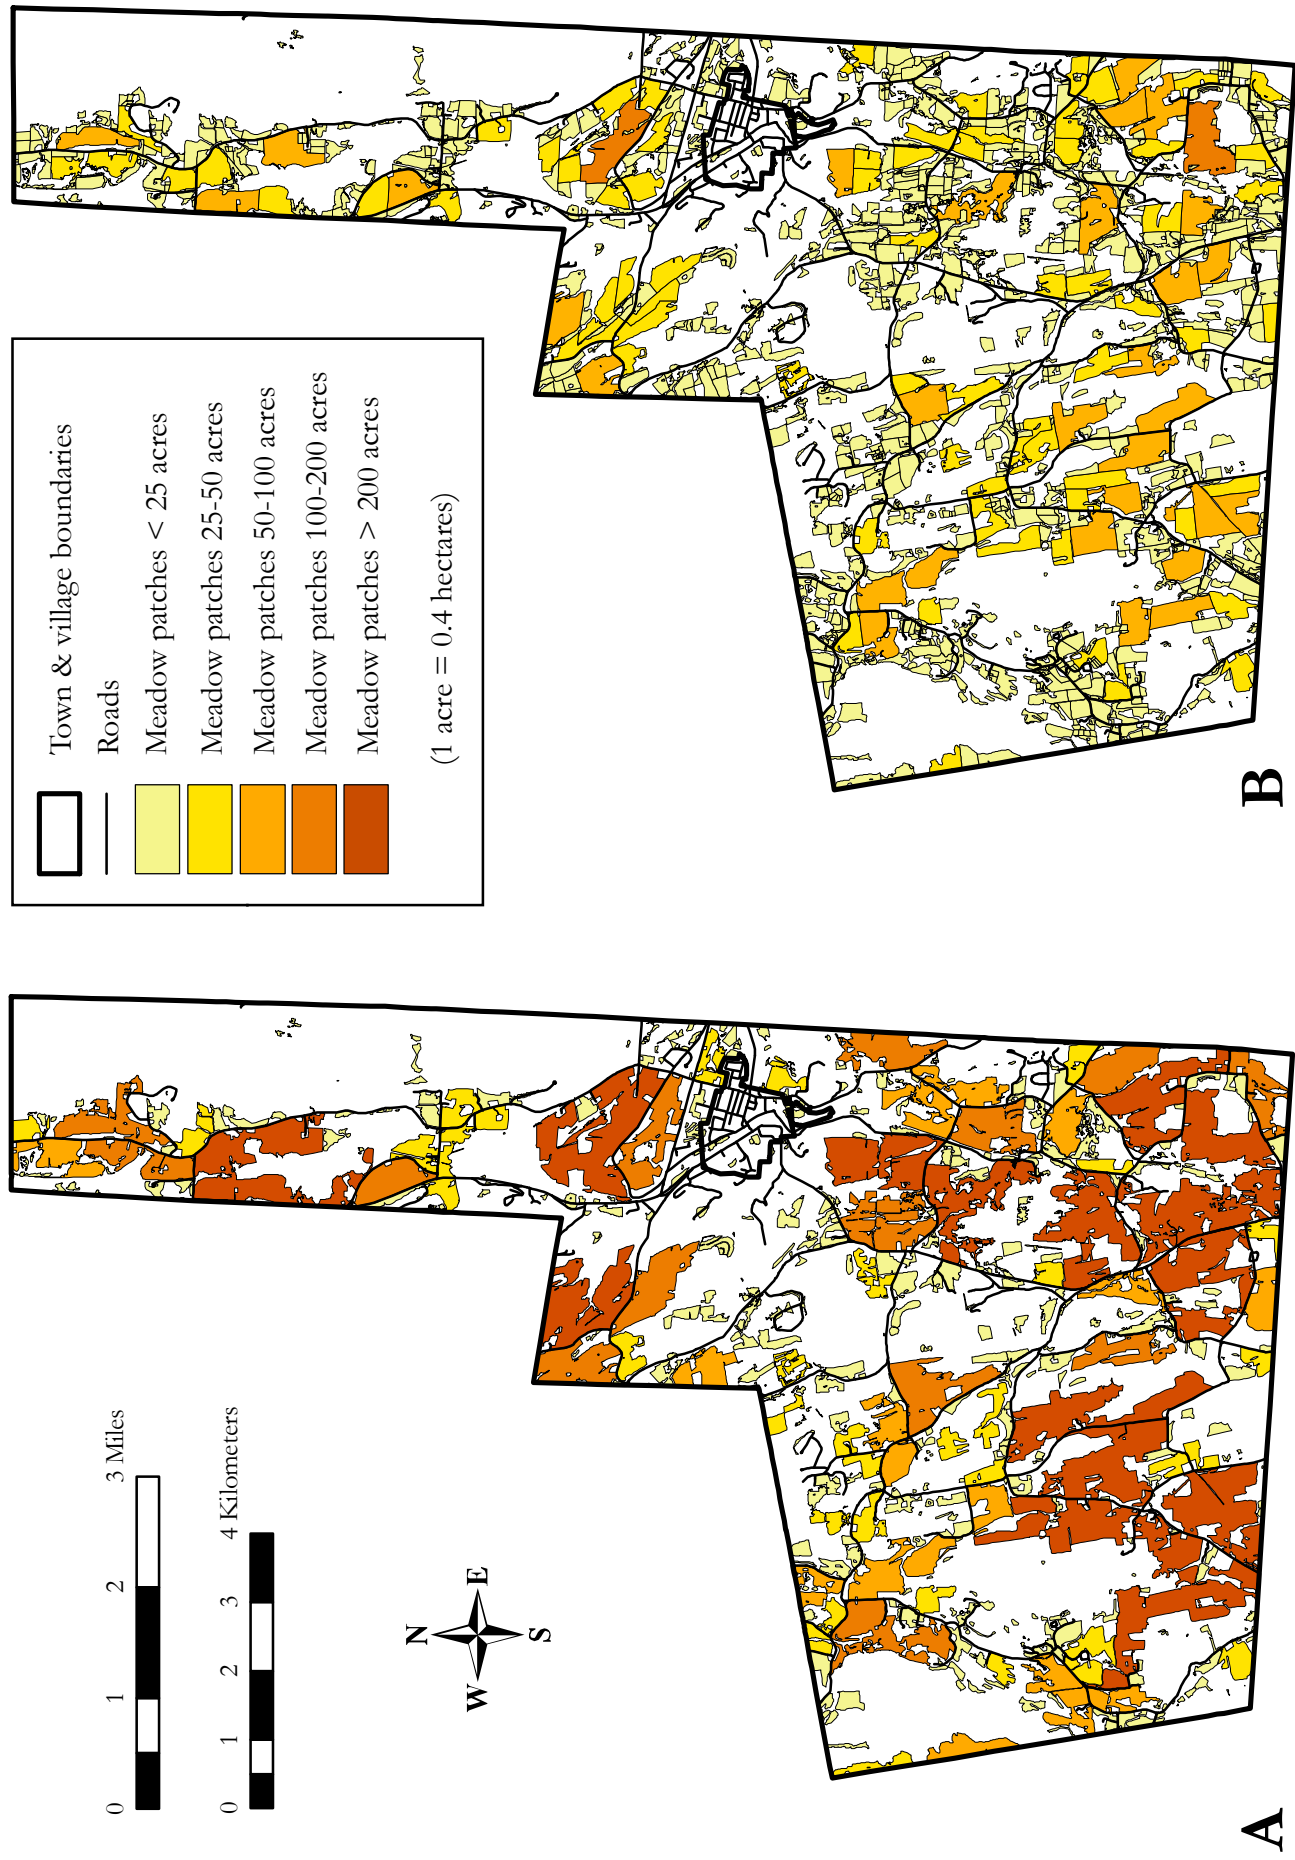 0 1 2 3 Miles
0 1 2 3 4 Kilometers
N
W E
S
A
Town & village boundaries
Roads
Meadow patches < 25 acres
Meadow patches 25-50 acres
Meadow patches 50-100 acres
Meadow patches 100-200 acres
Meadow patches > 200 acres
(1 acre = 0.4 hectares)
B